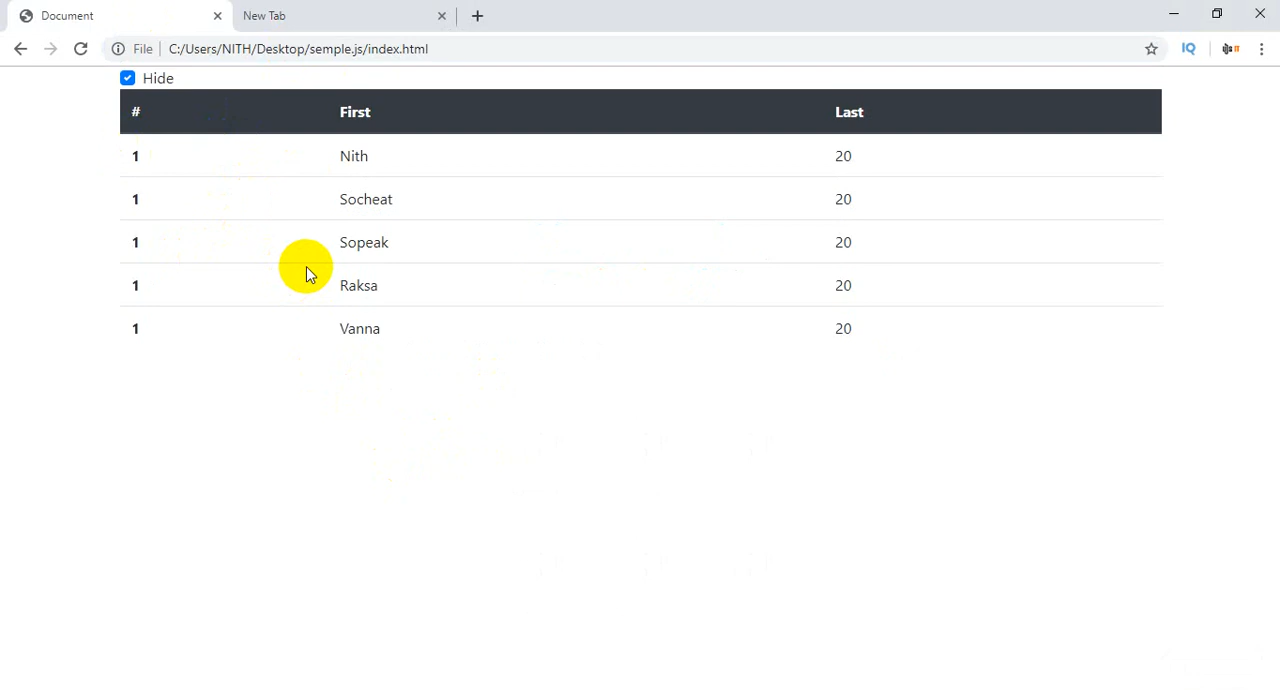 Document
New Tab
File C:/Users/NITH/Desktop/semple.js/index.html
IQ
Hide
# First Last
1 Nith 20
1 Socheat 20
1 Sopeak 20
1 Raksa 20
1 Vanna 20